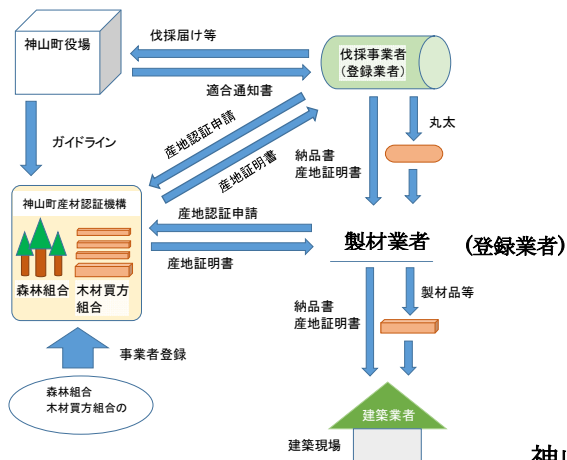 神山町役場
伐採届け等
適合通知書
伐採事業者
(登録業者)
ガイドライン
産地認証申請
産地証明書
納品書
産地証明書
丸太
神山町産材認証機構
森林組合
木材買方
組合
産地認証申請
産地証明書
製材業者
(登録業者)
納品書
産地証明書
製材品等
事業者登録
森林組合
木材買方組合の
建築業者
建築現場
神